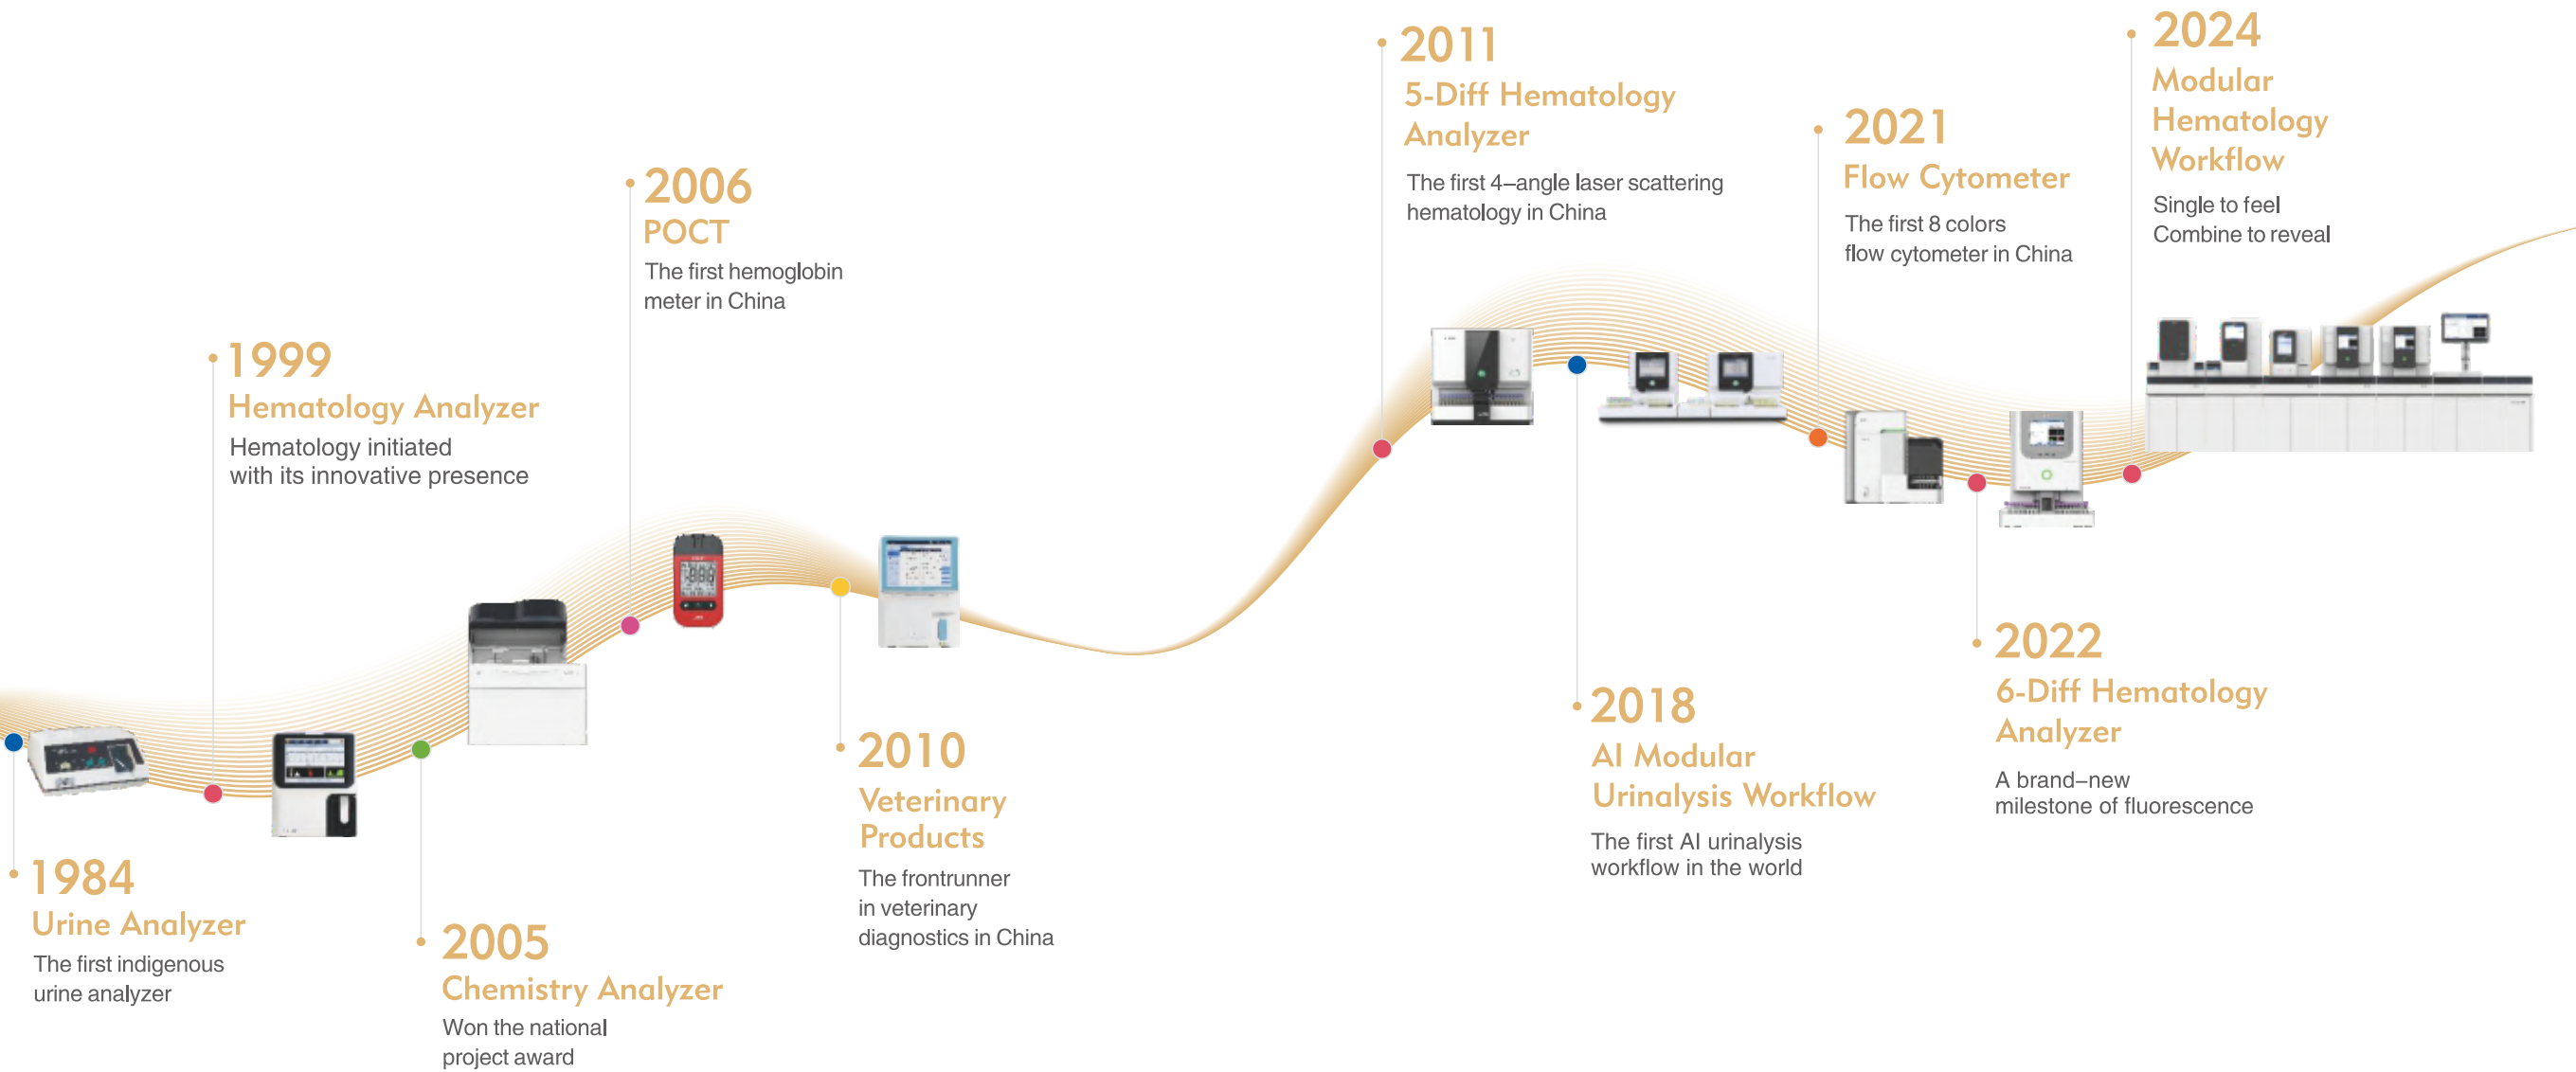 1984
Urine Analyzer
The first indigenous
urine analyzer
1999
Hematology Analyzer
Hematology initiated
with its innovative presence
2005
Chemistry Analyzer
Won the national
project award
2006
POCT
The first hemoglobin
meter in China
2010
Veterinary
Products
The frontrunner
in veterinary
diagnostics in China
2011
5-Diff Hematology
Analyzer
The first 4–angle laser scattering
hematology in China
2018
AI Modular
Urinalysis Workflow
The first AI urinalysis
workflow in the world
2021
Flow Cytometer
The first 8 colors
flow cytometer in China
2022
6-Diff Hematology
Analyzer
A brand–new
milestone of fluorescence
2024
Modular
Hematology
Workflow
Single to feel
Combine to reveal